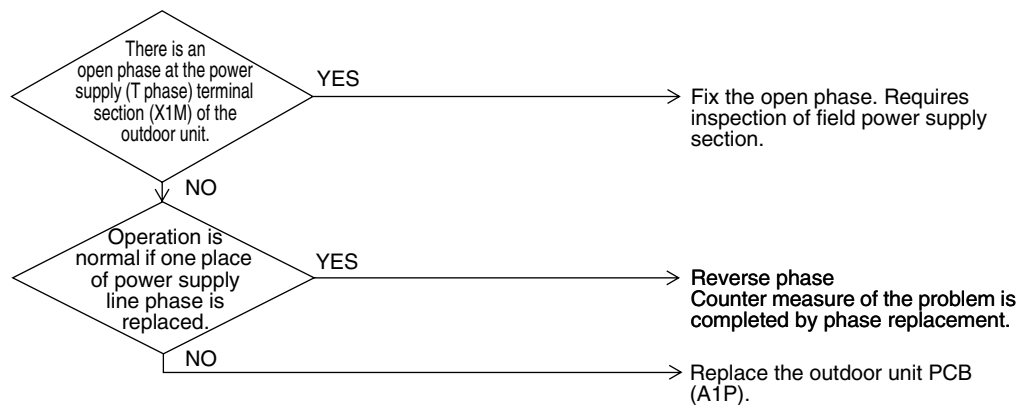 There is an
open phase at the power
supply (T phase) terminal
section (X1M) of the
outdoor unit.
YES
Fix the open phase. Requires
inspection of field power supply
section.
NO
Operation is
normal if one place
of power supply
line phase is
replaced.
YES
Reverse phase
Counter measure of the problem is
completed by phase replacement.
NO
Replace the outdoor unit PCB
(A1P).